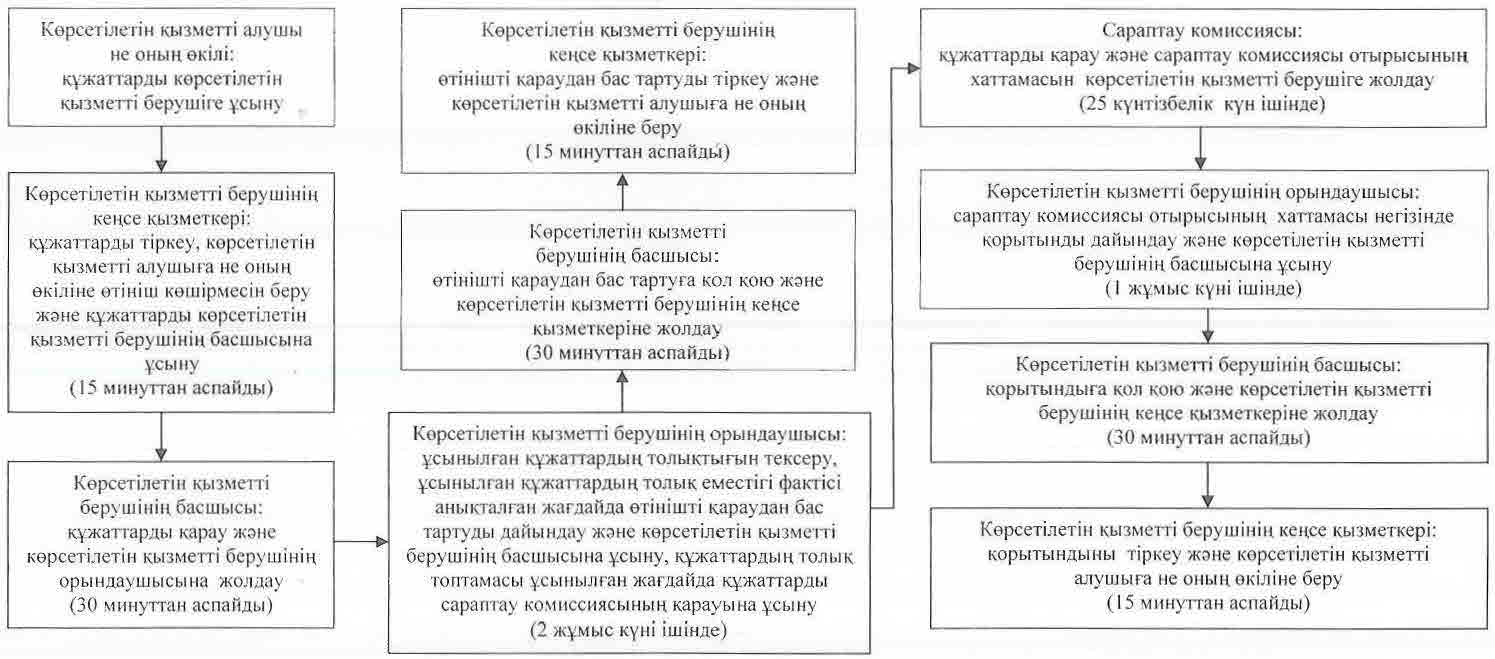 Көрсетілетін қызметті алушы
не оның өкілі:
құжаттарды көрсетілетін
қызметті берушіге ұсыну
Көрсетілетін қызметті берушінің
кеңсе қызметкері:
құжаттарды тіркеу, көрсетілетін
қызметті алушыға не оның
өкіліне өтініш көшірмесін беру
және құжаттарды көрсетілетін
қызметті берушінің басшысына
ұсыну
(15 минуттан аспайды)
Көрсетілетін қызметті
берушінің басшысы:
құжаттарды қарау және
көрсетілетін қызметті берушінің
орындаушысына жолдау
(30 минуттан аспайды)
Көрсетілетін қызметті берушінің орындаушысы:
ұсынылған құжаттардың толықтығын тексеру,
ұсынылған құжаттардың толық еместігі фактісі
анықталған жағдайда өтінішті қараудан бас
тартуды дайындау және көрсетілетін қызметті
берушінің басшысына ұсыну, құжаттардың толық
топтамасы ұсынылған жағдайда құжаттарды
сараптау комиссиясының қарауына ұсыну
(2 жұмыс күні ішінде)
Көрсетілетін қызметті
берушінің басшысы:
өтінішті қараудан бас тартуға қол қою және
көрсетілетін қызметті берушінің кеңсе
қызметкеріне жолдау
(30 минуттан аспайды)
Көрсетілетін қызметті берушінің
кеңсе қызметкері:
өтінішті қараудан бас тартуды тіркеу және
көрсетілетін қызметті алушыға не оның
өкіліне беру
(15 минуттан аспайды)
Сараптау комиссиясы:
құжаттарды қарау және сараптау комиссиясы отырысының
хаттамасын көрсетілетін қызметті берушіге жолдау
(25 күнтізбелік күн ішінде)
Көрсетілетін қызметті берушінің орындаушысы:
сараптау комиссиясы отырысының хаттамасы негізінде
қорытынды дайындау және көрсетілетін қызметті
берушінің басшысына ұсыну
(1 жұмыс күні ішінде)
Көрсетілетін қызметті берушінің басшысы:
қорытындыға қол қою және көрсетілетін қызметті
берушінің кеңсе қызметкеріне жолдау
(30 минуттан аспайды)
Көрсетілетін қызметті берушінің кеңсе қызметкері:
қорытындыны тіркеу және көрсетілетін қызметті
алушыға не оның өкіліне беру
(15 минуттан аспайды)